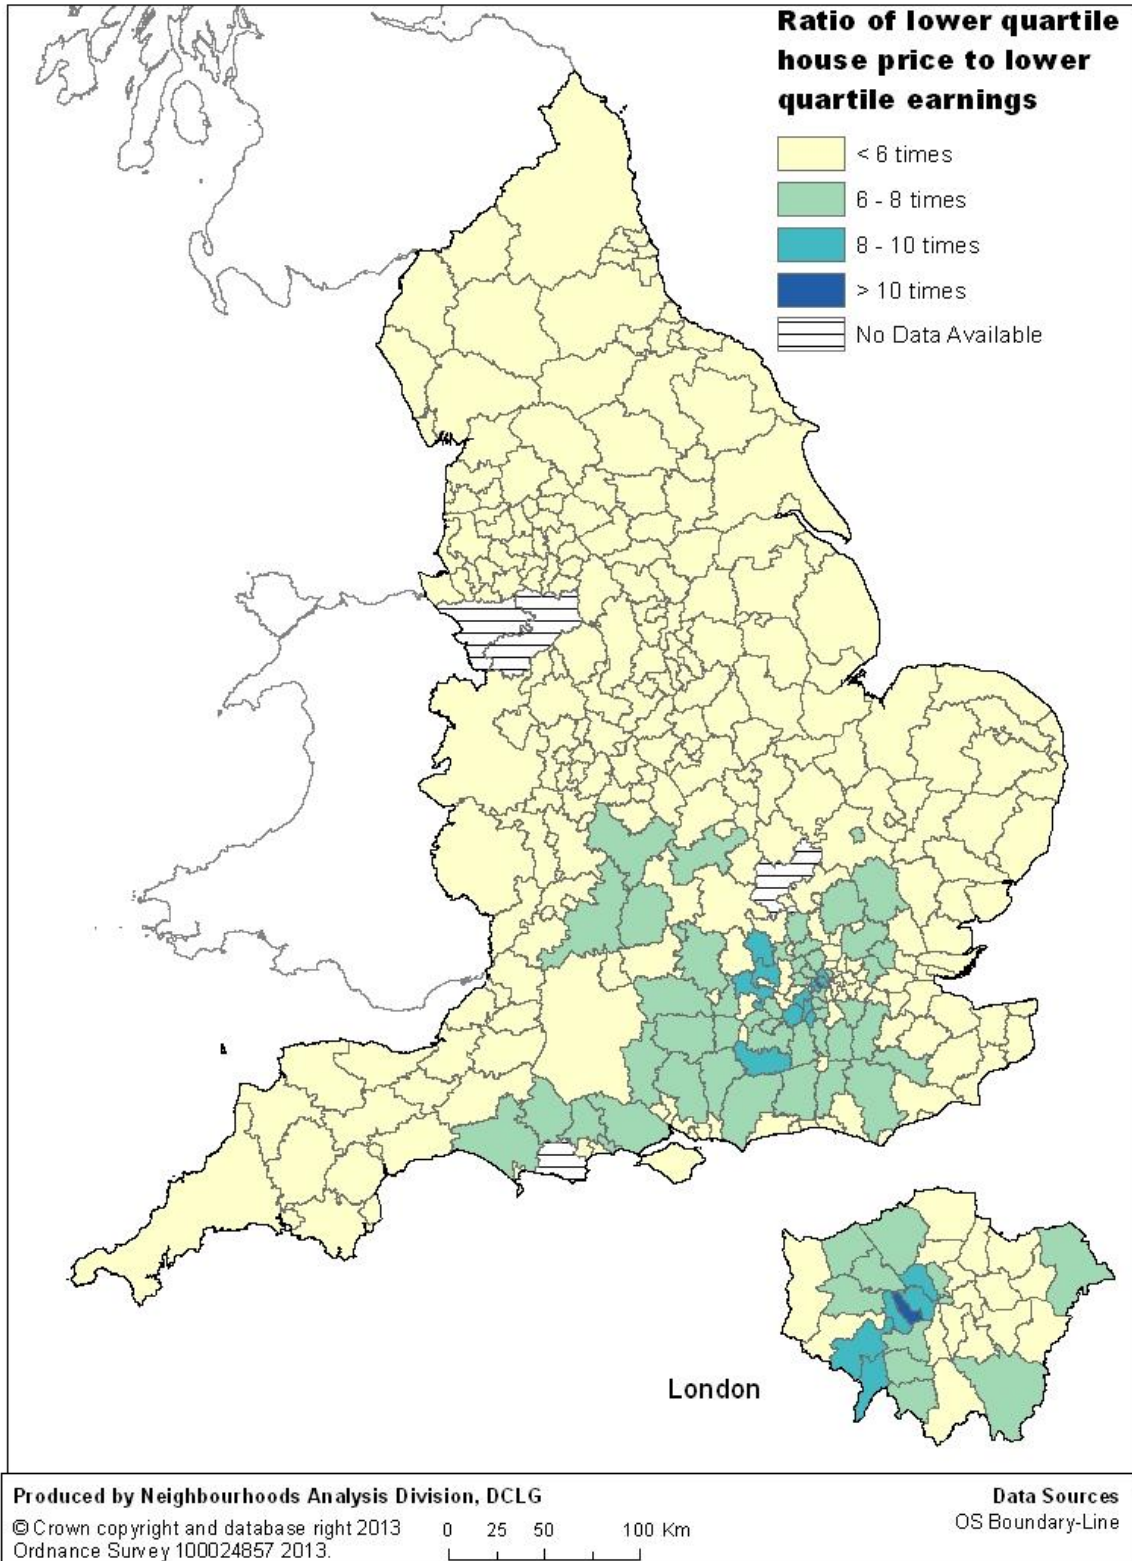 Ratio of lower quartile
house price to lower
quartile earnings
< 6 times
6 - 8 times
8 - 10 times
> 10 times
No Data Available
London
Produced by Neighbourhoods Analysis Division, DCLG
© Crown copyright and database right 2013
Ordnance Survey 100024857 2013.
0 25 50 100 Km
Data Sources
OS Boundary-Line